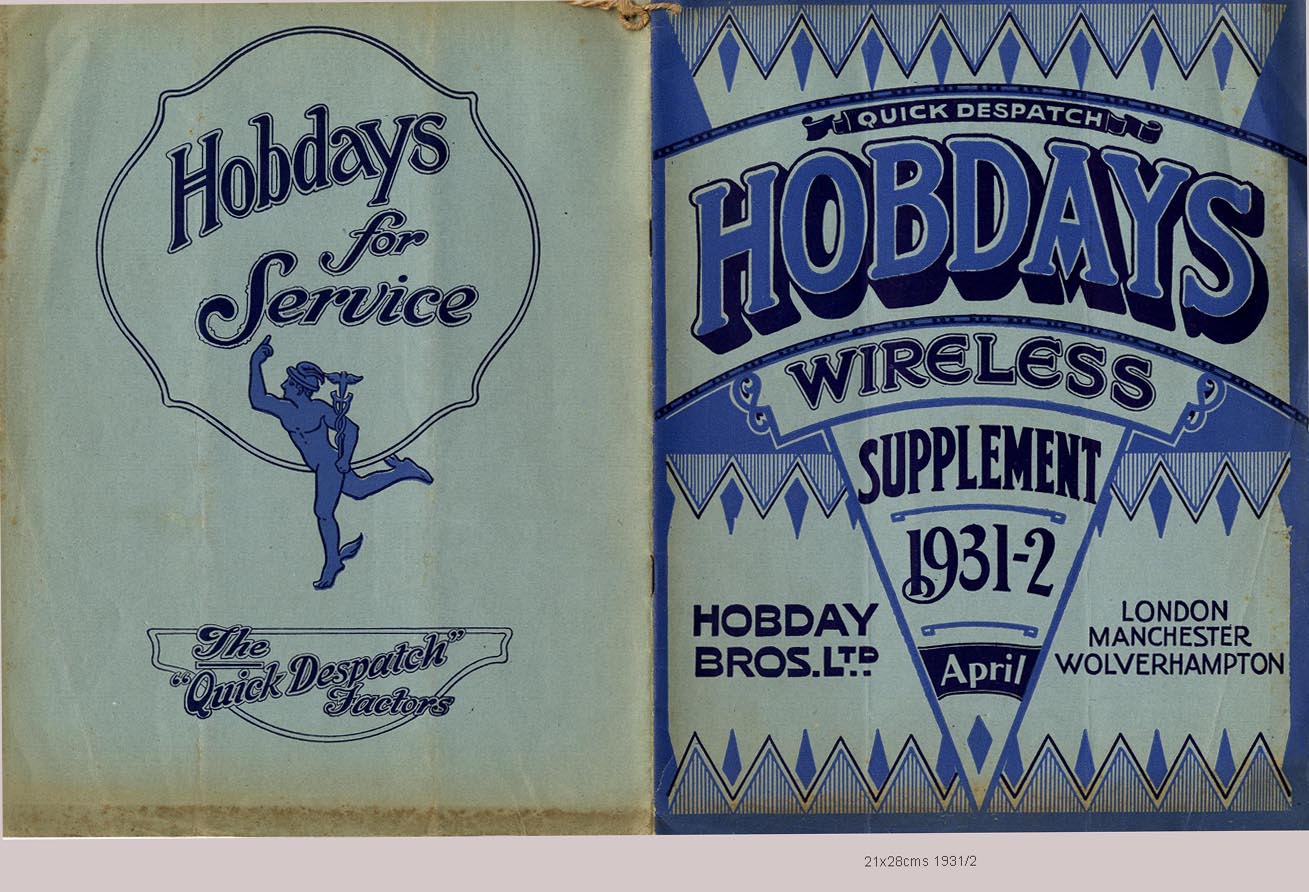 Hobdays
for
Service
The
"Quick Despatch"
Factors
QUICK DESPATCH
HOBDAYS
WIRELESS
SUPPLEMENT
1931-2
HOBDAY
BROS. LTD.
April
LONDON
MANCHESTER
WOLVERHAMPTON
21x28cms 1931/2